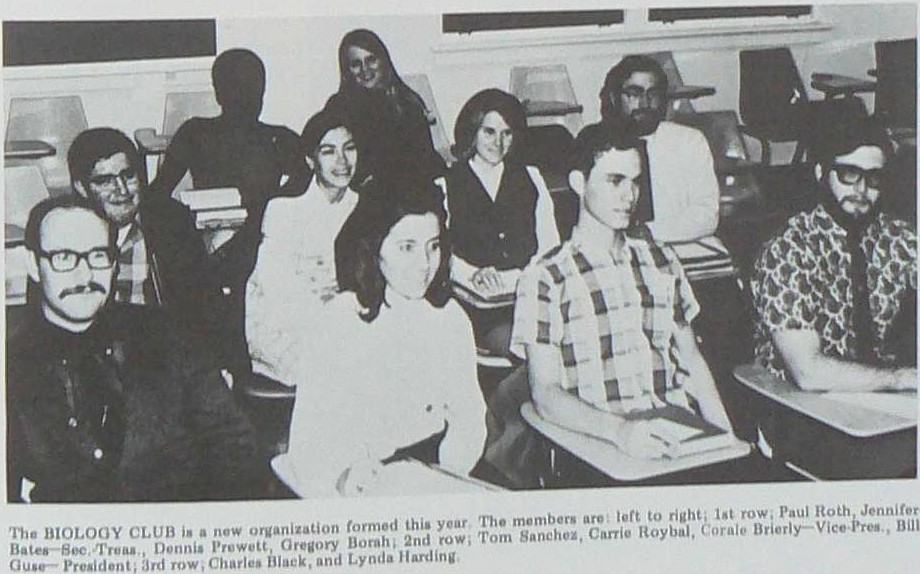 The BIOLOGY CLUB is a new organization formed this year. The members are: left to right; 1st row; Paul Roth, Jennifer
Bates—Sec.-Treas., Dennis Prewett, Gregory Borah; 2nd row; Tom Sanchez, Carrie Roybal, Corale Brierly—Vice-Pres., Bill
Guse— President; 3rd row; Charles Black, and Lynda Harding.